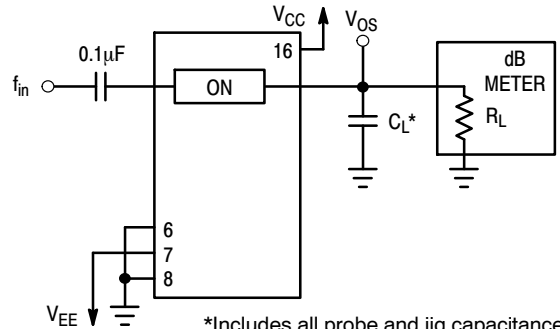 V_CC
V_OS
0.1µF
16
dB
METER
f_in
ON
C_L*
R_L
6
7
8
V_EE
*Includes all probe and jig capacitance